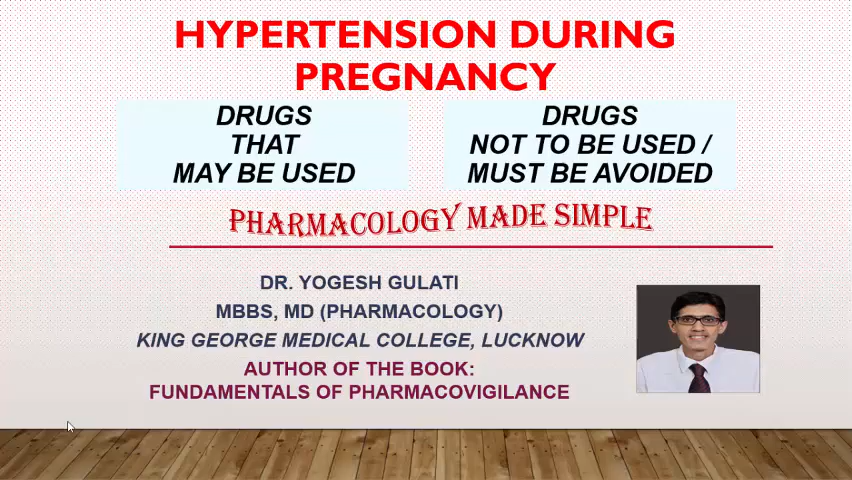 HYPERTENSION DURING
PREGNANCY
DRUGS
THAT
MAY BE USED
DRUGS
NOT TO BE USED /
MUST BE AVOIDED
PHARMACOLOGY MADE SIMPLE
DR. YOGESH GULATI
MBBS, MD (PHARMACOLOGY)
KING GEORGE MEDICAL COLLEGE, LUCKNOW
AUTHOR OF THE BOOK:
FUNDAMENTALS OF PHARMACOVIGILANCE